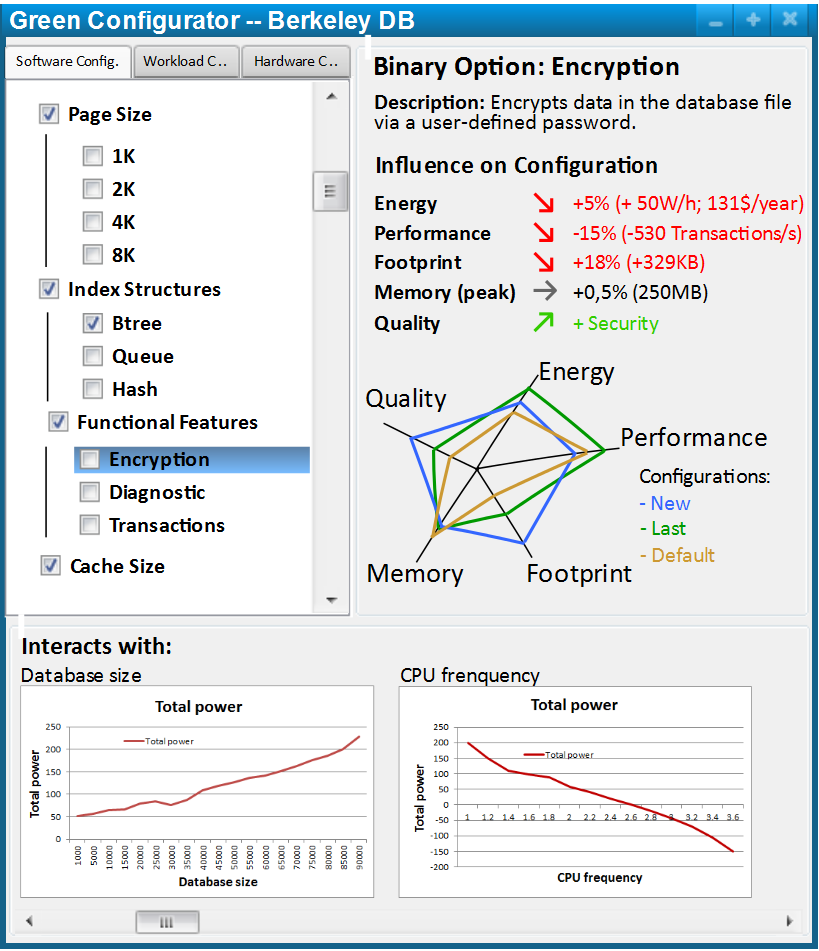 Green Configurator -- Berkeley DB
Software Config.
Workload C..
Hardware C..
Page Size
1K
2K
4K
8K
Index Structures
Btree
Queue
Hash
Functional Features
Encryption
Diagnostic
Transactions
Cache Size
Binary Option: Encryption
Description: Encrypts data in the database file
via a user-defined password.
Influence on Configuration
Energy +5% (+ 50W/h; 131$/year)
Performance -15% (-530 Transactions/s)
Footprint +18% (+329KB)
Memory (peak) +0,5% (250MB)
Quality + Security
Energy
Quality
Performance
Memory
Footprint
Configurations:
- New
- Last
- Default
Interacts with:
Database size
Total power
Total power
250
200
150
100
50
0
Total power
1000 5000 10000 15000 20000 25000 30000 35000 40000 45000 50000 55000 60000 65000 70000 75000 80000 85000 90000
Database size
CPU frenquency
Total power
Total power
250
200
150
100
50
0
-50
-100
-150
-200
Total power
1 1.2 1.4 1.6 1.8 2 2.2 2.4 2.6 2.8 3 3.2 3.4 3.6
CPU frequency